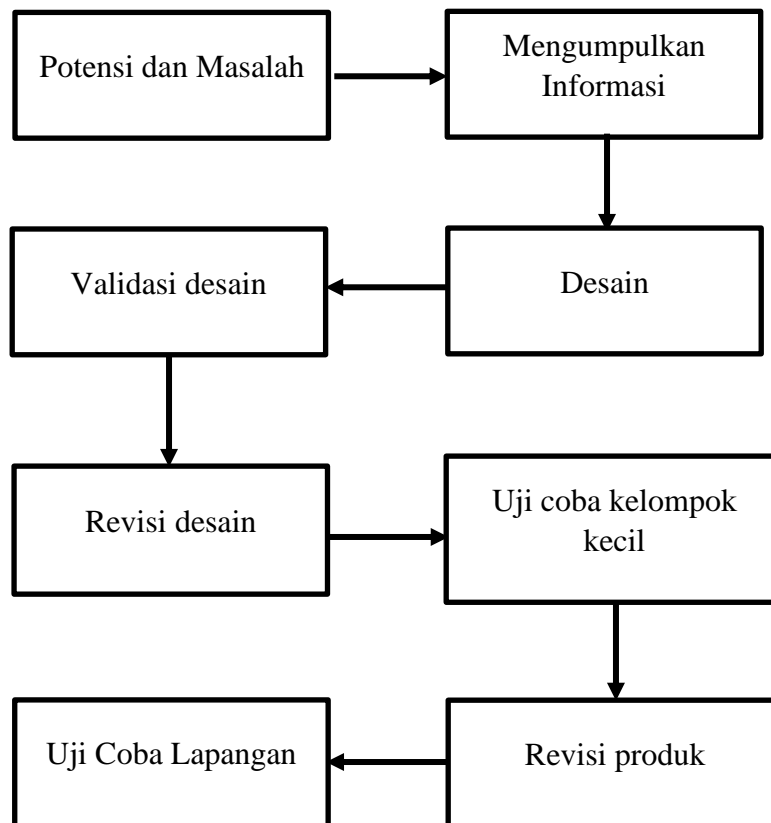 Potensi dan Masalah
Mengumpulkan
Informasi
Validasi desain
Desain
Revisi desain
Uji coba kelompok
kecil
Uji Coba Lapangan
Revisi produk